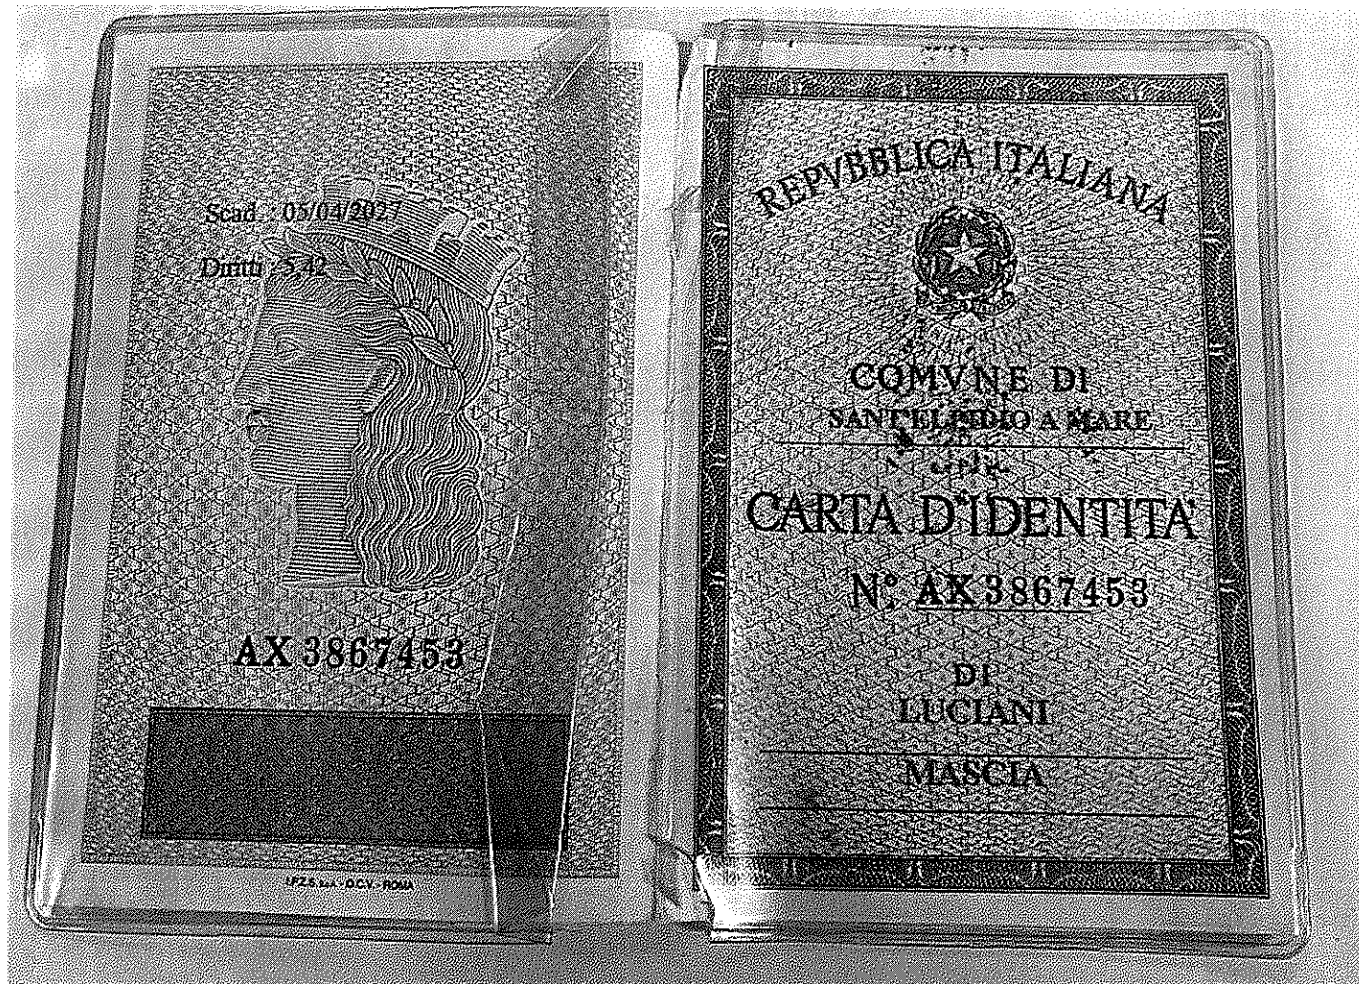 Scad. : 05/04/2027
Diritti : 5,42
AX 3867453
I.P.Z.S. S.p.A. - O.C.V. - ROMA
REPVBBLICA ITALIANA
COMVNE DI
SANT'ELPIDIO A MARE
CARTA D'IDENTITA'
N° AX 3867453
DI
LUCIANI
MASCIA